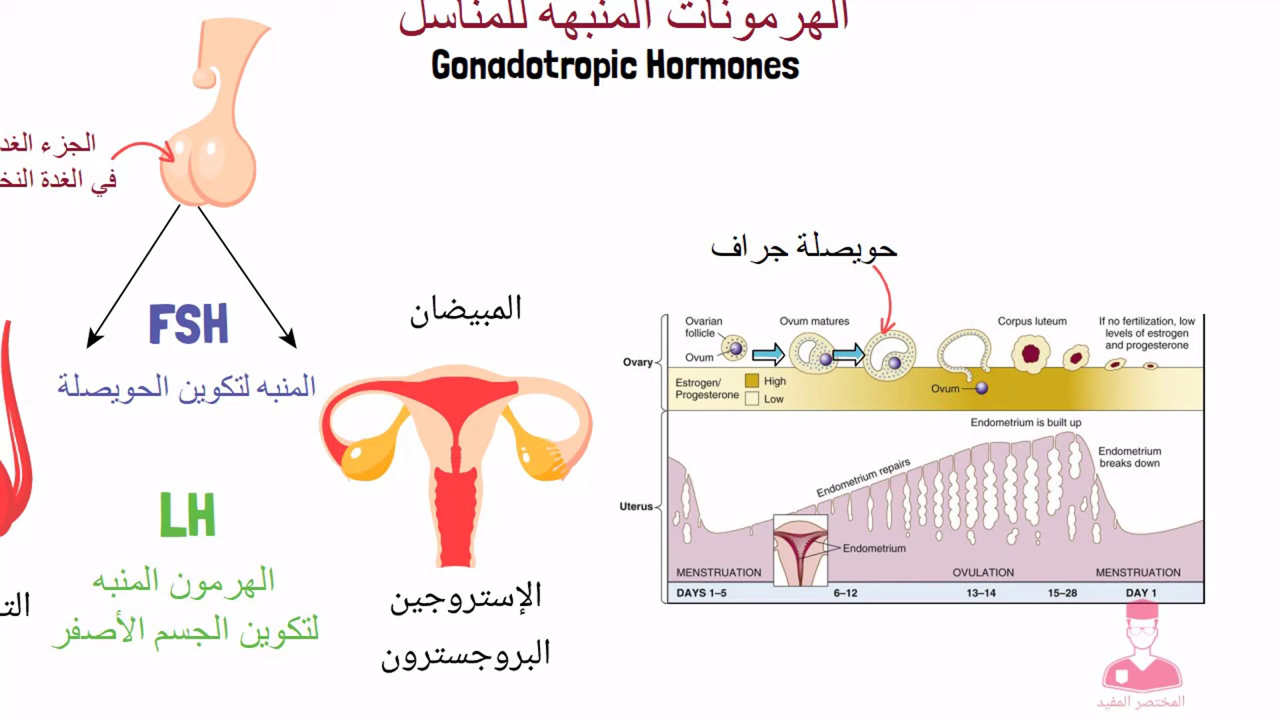 الهرمونات المنبهه للمناسل
Gonadotropic Hormones
الجزء الغد
في الغدة النخ
FSH
المنبه لتكوين الحويصلة
LH
الهرمون المنبه
لتكوين الجسم الأصفر
المبيضان
الإستروجين
البروجسترون
حويصلة جراف
Ovarian
follicle
Ovum
Ovum matures
Corpus luteum
If no fertilization, low
levels of estrogen
and progesterone
Ovary
Estrogen/
Progesterone
High
Low
Ovum
Endometrium is built up
Endometrium
breaks down
Endometrium repairs
Uterus
Endometrium
MENSTRUATION
OVULATION
MENSTRUATION
DAYS 1–5
6–12
13–14
15–28
DAY 1
المختصر المفيد